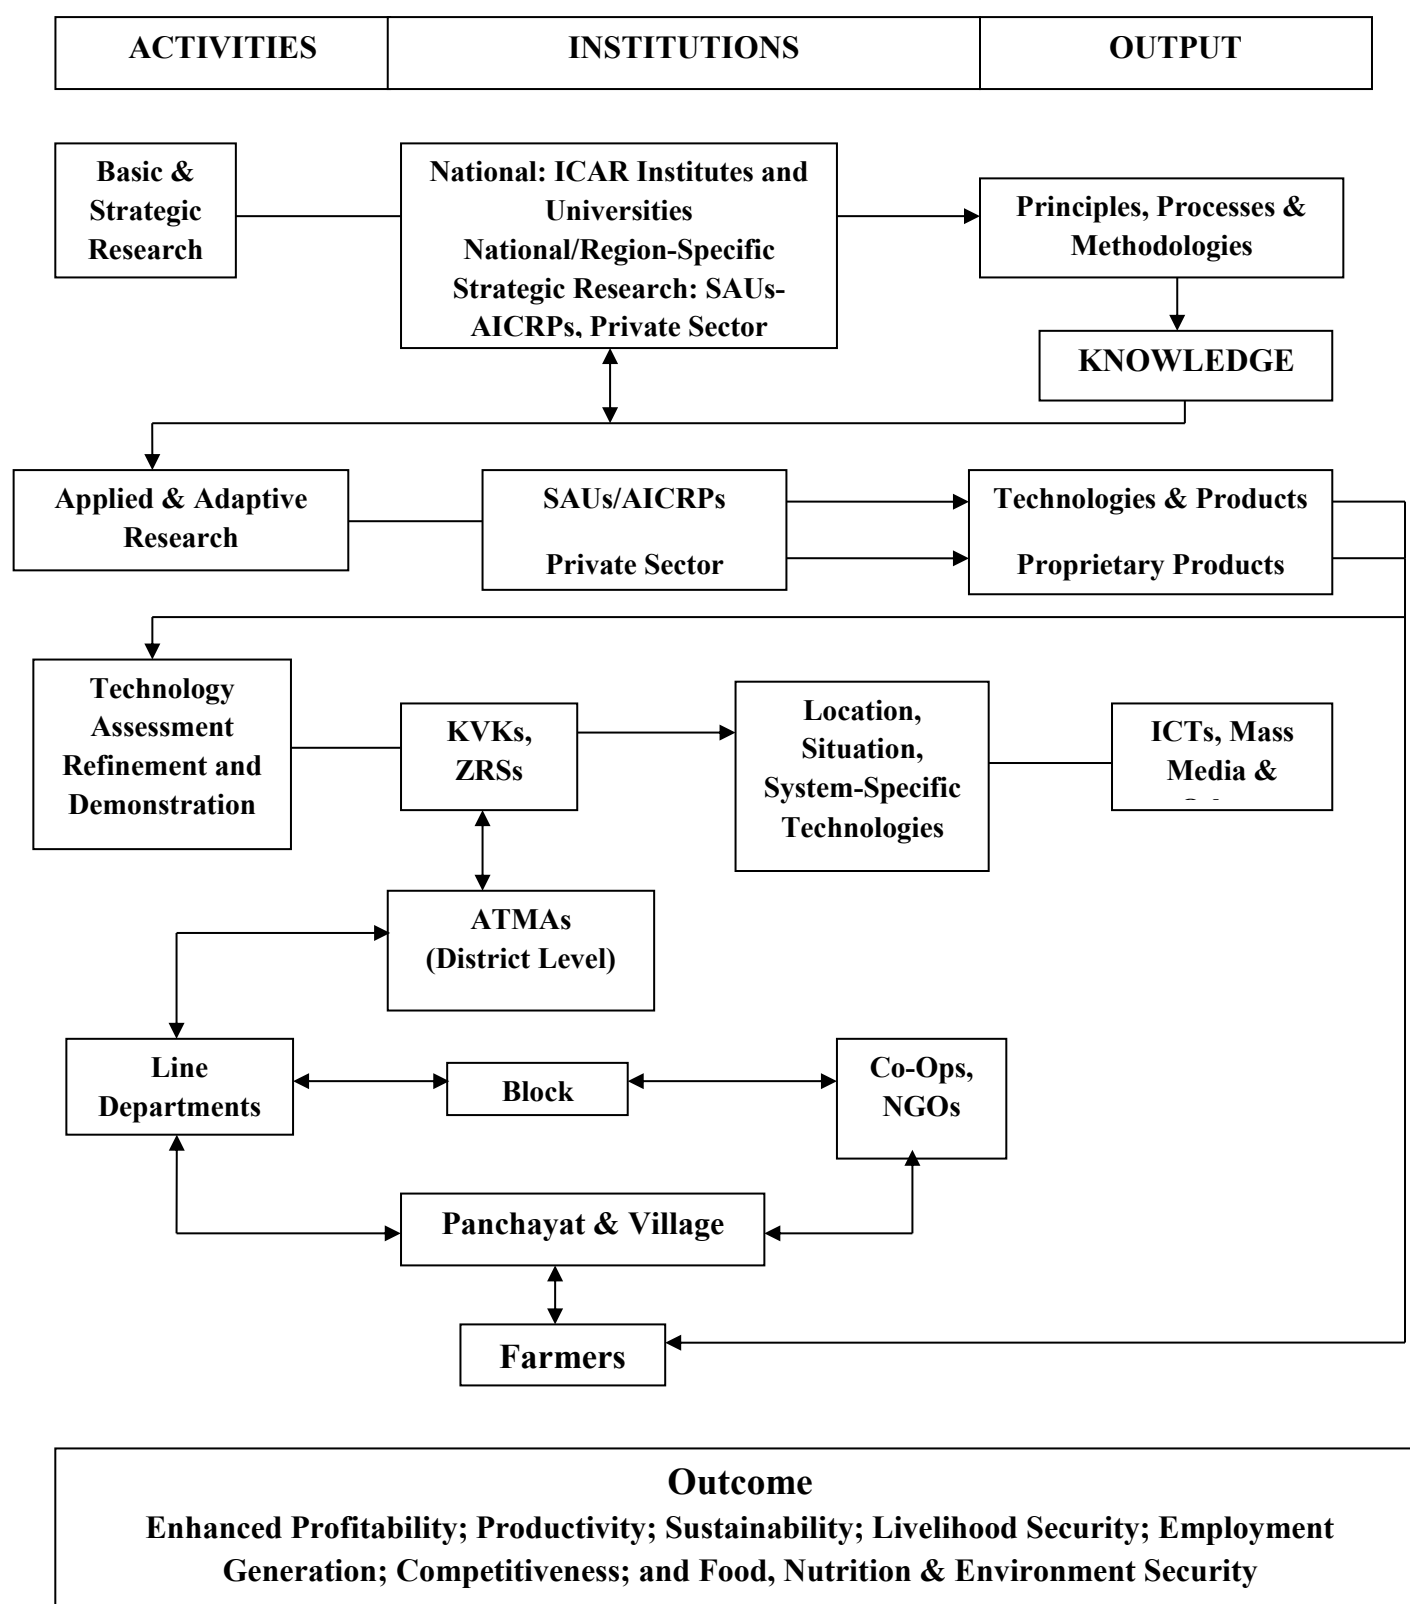 ACTIVITIES
INSTITUTIONS
OUTPUT
Basic &
Strategic
Research
National: ICAR Institutes and
Universities
National/Region-Specific
Strategic Research: SAUs-
AICRPs, Private Sector
Principles, Processes &
Methodologies
KNOWLEDGE
Applied & Adaptive
Research
SAUs/AICRPs
Private Sector
Technologies & Products
Proprietary Products
Technology
Assessment
Refinement and
Demonstration
KVKs,
ZRSs
Location,
Situation,
System-Specific
Technologies
ICTs, Mass
Media &
ATMAs
(District Level)
Line
Departments
Block
Co-Ops,
NGOs
Panchayat & Village
Farmers
Outcome
Enhanced Profitability; Productivity; Sustainability; Livelihood Security; Employment
Generation; Competitiveness; and Food, Nutrition & Environment Security